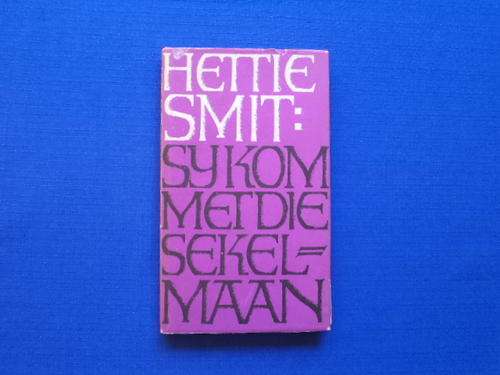 HETTIE
SMIT:
SY KOM
MET DIE
SEKEL=
MAAN